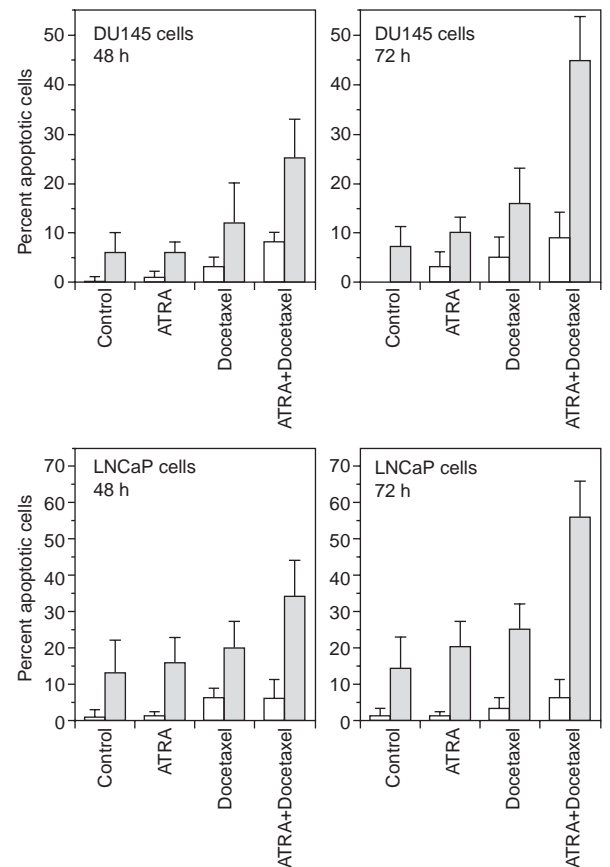 DU145 cells
48 h
Percent apoptotic cells
50
40
30
20
10
0
Control
ATRA
Docetaxel
ATRA+Docetaxel
DU145 cells
72 h
50
40
30
20
10
0
Control
ATRA
Docetaxel
ATRA+Docetaxel
LNCaP cells
48 h
Percent apoptotic cells
70
60
50
40
30
20
10
0
Control
ATRA
Docetaxel
ATRA+Docetaxel
LNCaP cells
72 h
70
60
50
40
30
20
10
0
Control
ATRA
Docetaxel
ATRA+Docetaxel